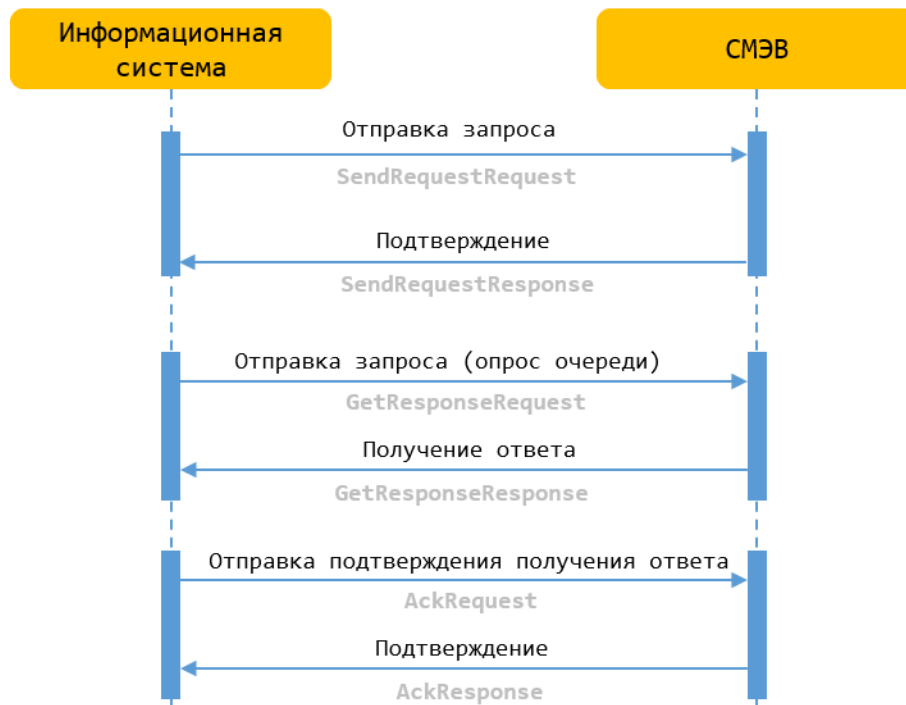 Информационная
система
СМЭВ
Отправка запроса
SendRequestRequest
Подтверждение
SendRequestResponse
Отправка запроса (опрос очереди)
GetResponseRequest
Получение ответа
GetResponseResponse
Отправка подтверждения получения ответа
AckRequest
Подтверждение
AckResponse